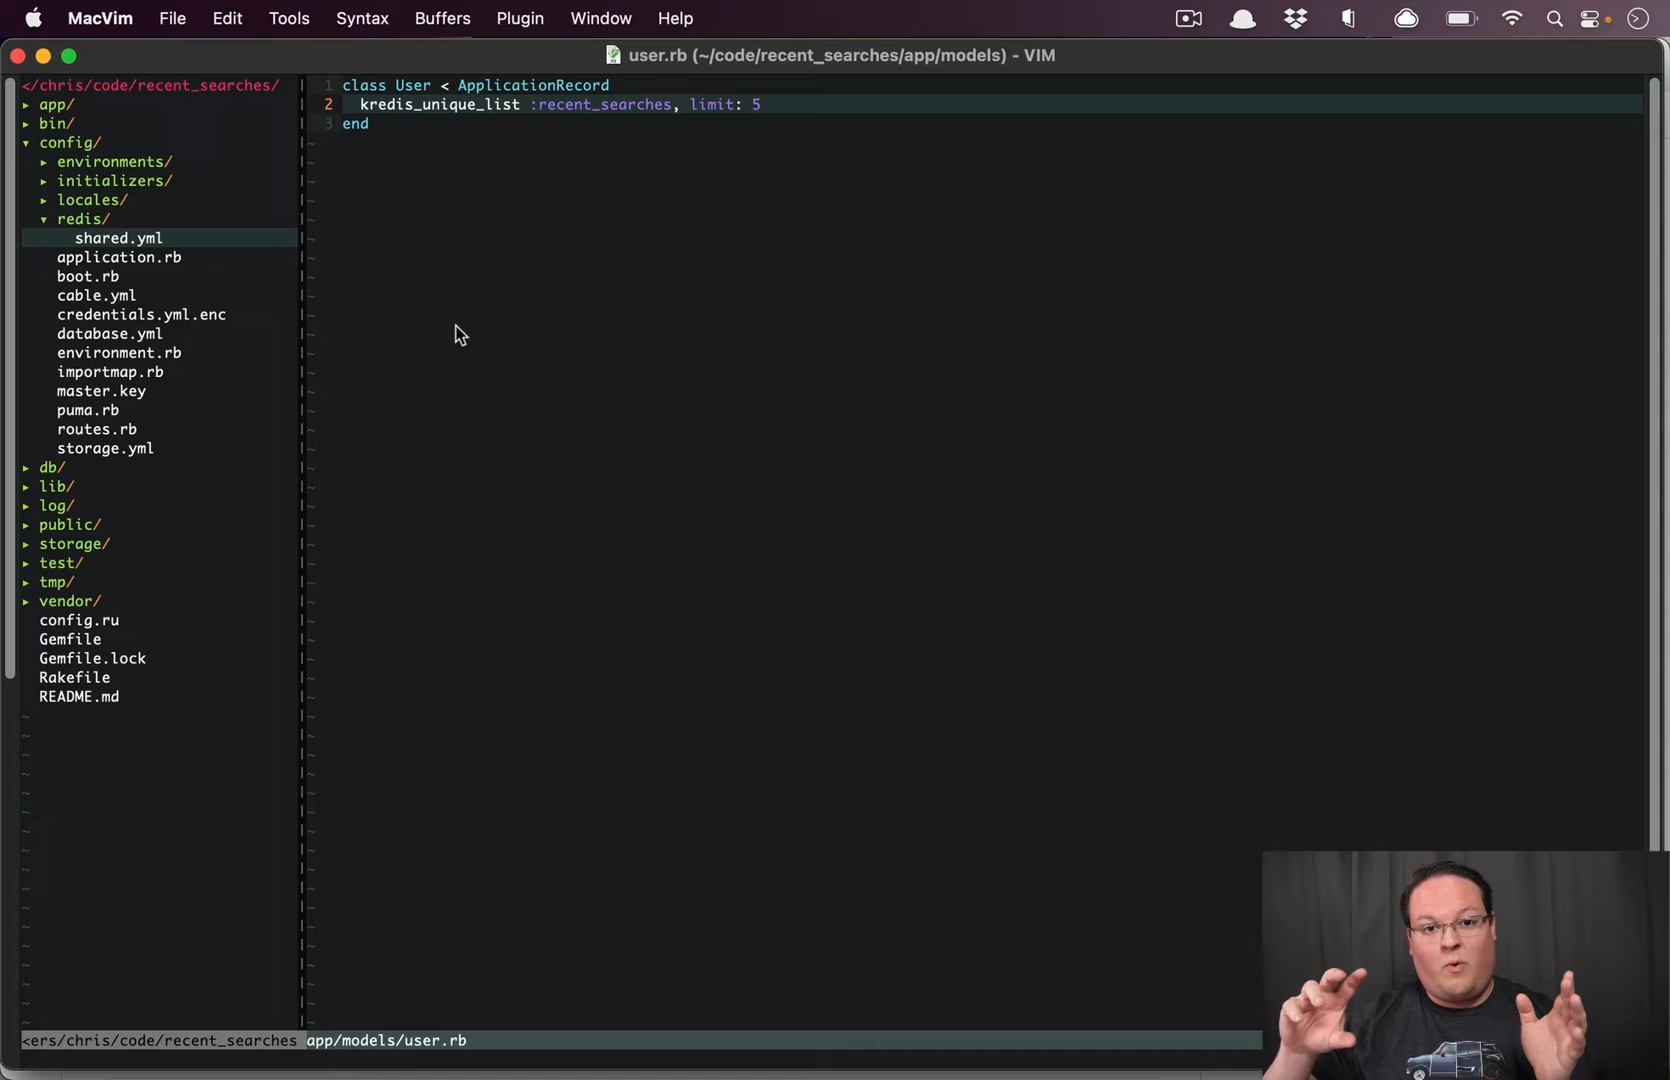 MacVim File Edit Tools Syntax Buffers Plugin Window Help
user.rb (~/code/recent_searches/app/models) - VIM
</chris/code/recent_searches/
▸ app/
▸ bin/
▾ config/
▸ environments/
▸ initializers/
▸ locales/
▾ redis/
shared.yml
application.rb
boot.rb
cable.yml
credentials.yml.enc
database.yml
environment.rb
importmap.rb
master.key
puma.rb
routes.rb
storage.yml
▸ db/
▸ lib/
▸ log/
▸ public/
▸ storage/
▸ test/
▸ tmp/
▸ vendor/
config.ru
Gemfile
Gemfile.lock
Rakefile
README.md
<ers/chris/code/recent_searches
1 class User < ApplicationRecord
2 kredis_unique_list :recent_searches, limit: 5
3 end
app/models/user.rb